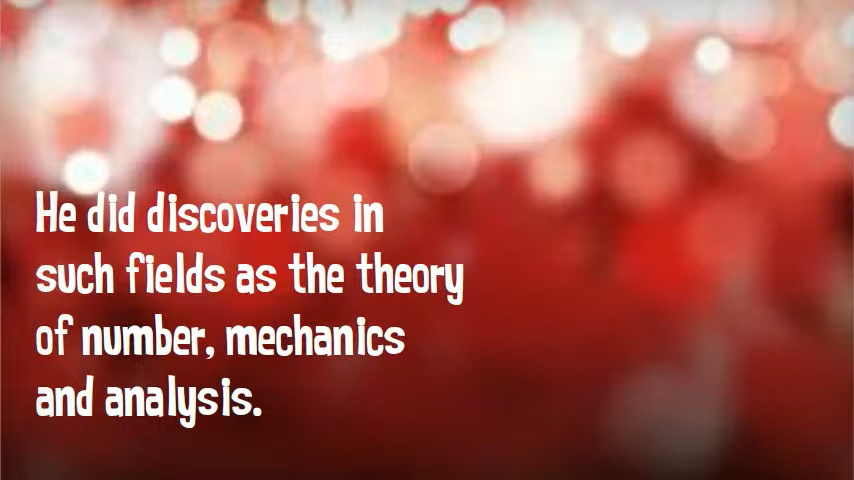 He did discoveries in
such fields as the theory
of number, mechanics
and analysis.